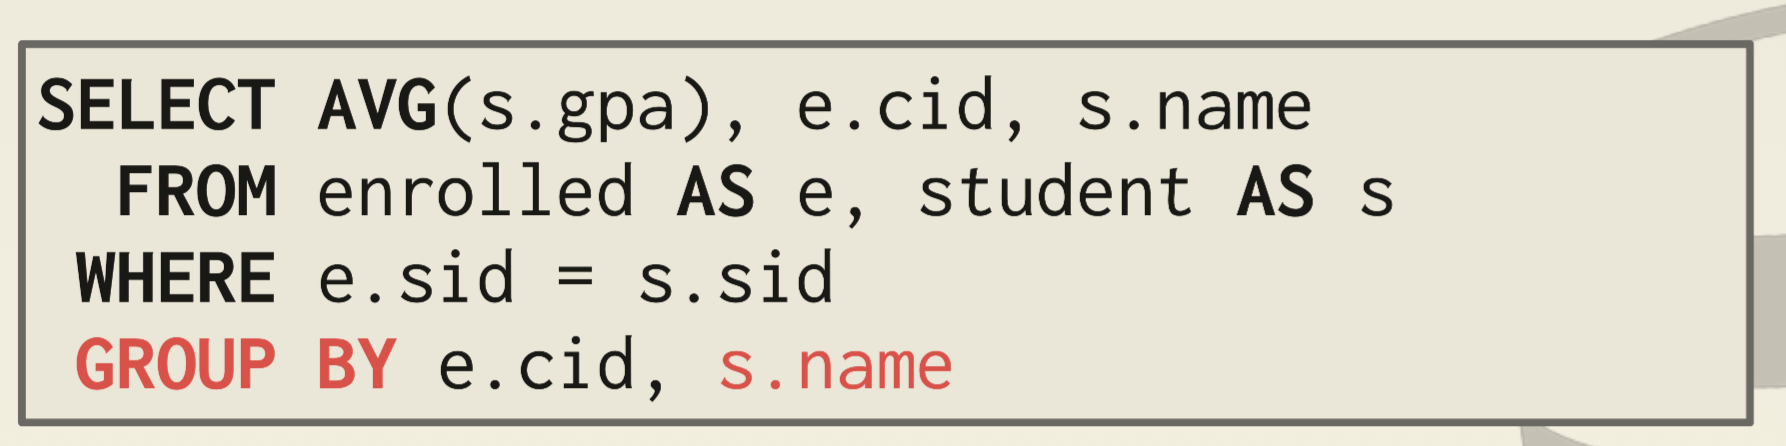 SELECT AVG(s.gpa), e.cid, s.name
FROM enrolled AS e, student AS s
WHERE e.sid = s.sid
GROUP BY e.cid, s.name